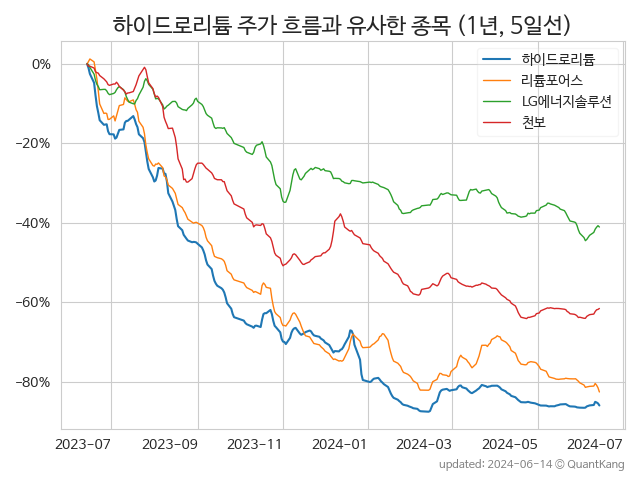 하이드로리튬 주가 흐름과 유사한 종목 (1년, 5일선)
하이드로리튬
리튬포어스
LG에너지솔루션
천보
0%
−20%
−40%
−60%
−80%
2023-07 2023-09 2023-11 2024-01 2024-03 2024-05 2024-07
updated: 2024-06-14 © QuantKang